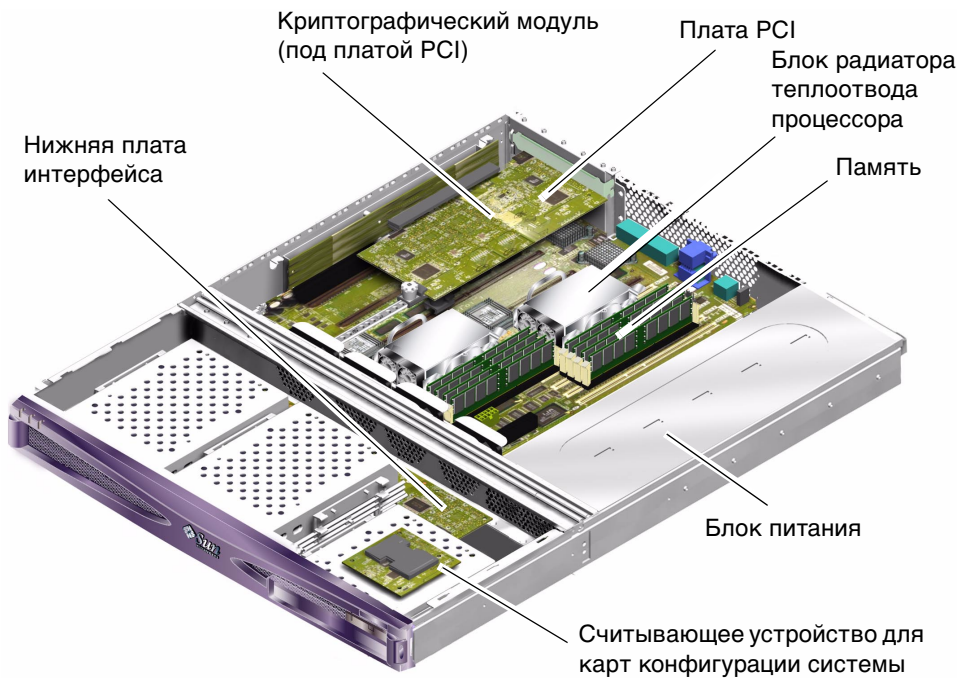 Криптографический модуль
(под платой PCI)
Плата PCI
Блок радиатора
теплоотвода
процессора
Нижняя плата
интерфейса
Память
Sun
Блок питания
Считывающее устройство для
карт конфигурации системы